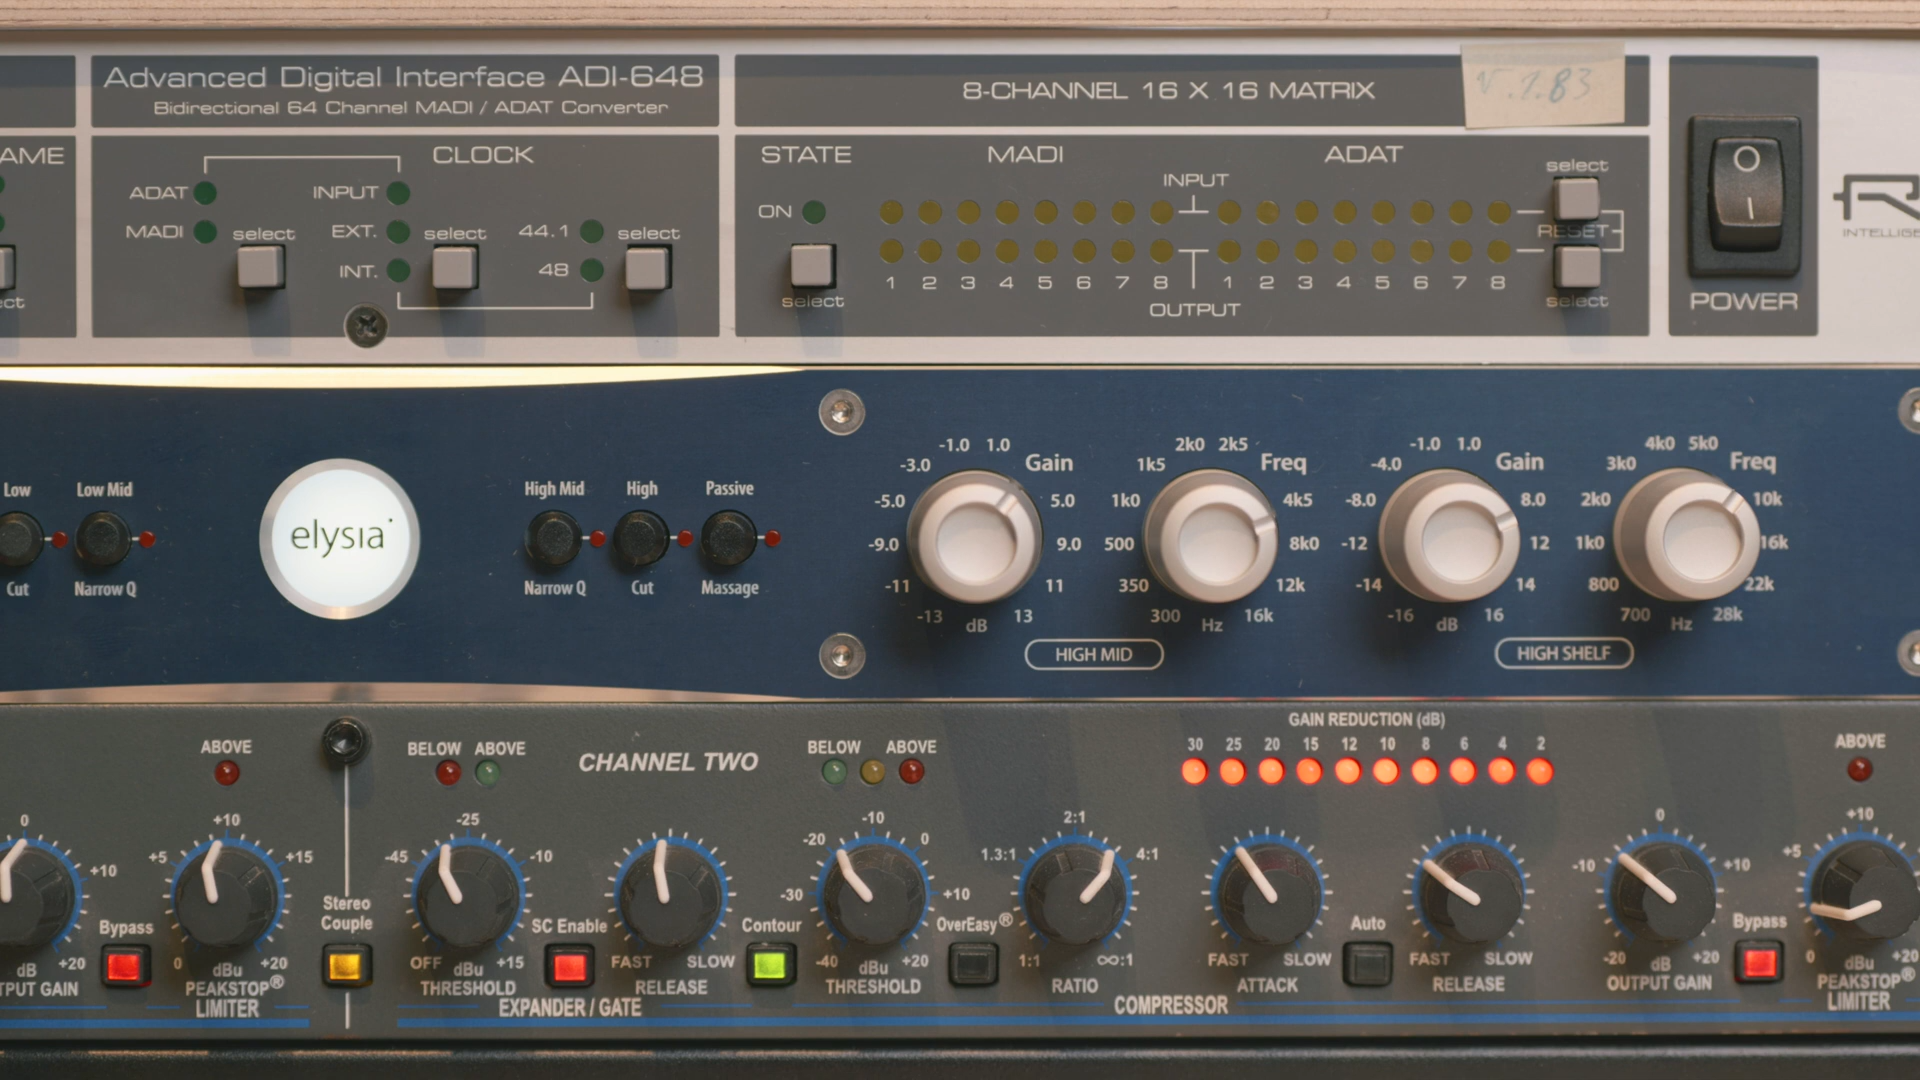 Advanced Digital Interface ADI-648
Bidirectional 64 Channel MADI / ADAT Converter
8-CHANNEL 16 X 16 MATRIX
V.1.83
AME
CLOCK
STATE
MADI
ADAT
select
ADAT
INPUT
INPUT
MADI
select
EXT.
select
44.1
select
ON
RESET
INTELLIGE
INT.
48
1 2 3 4 5 6 7 8
1 2 3 4 5 6 7 8
select
OUTPUT
select
POWER
O
I
ect
-1.0 1.0
2k0 2k5
-1.0 1.0
4k0 5k0
-3.0
Gain
1k5
Freq
-4.0
Gain
3k0
Freq
Low
Low Mid
High Mid
High
Passive
-5.0
5.0
1k0
4k5
-8.0
8.0
2k0
10k
elysia
-9.0
9.0
500
8k0
-12
12
1k0
16k
Cut
Narrow Q
Narrow Q
Cut
Massage
-11
11
350
12k
-14
14
800
22k
-13
dB
13
300
Hz
16k
-16
dB
16
700
Hz
28k
HIGH MID
HIGH SHELF
GAIN REDUCTION (dB)
30 25 20 15 12 10 8 6 4 2
ABOVE
BELOW ABOVE
CHANNEL TWO
BELOW ABOVE
ABOVE
0
+10
-25
-10
2:1
0
+10
+10
+5
+15
-45
-10
-20
0
1.3:1
4:1
-10
+10
+5
-30
+10
Stereo
Couple
Bypass
SC Enable
Contour
OverEasy®
Auto
Bypass
dB
+20
0
dBu
+20
OFF
dBu
+15
FAST
SLOW
-40
dBu
+20
1:1
∞:1
FAST
SLOW
FAST
SLOW
-20
dB
+20
0
dBu
+20
TPUT GAIN
PEAKSTOP®
LIMITER
THRESHOLD
RELEASE
THRESHOLD
RATIO
ATTACK
RELEASE
OUTPUT GAIN
PEAKSTOP®
LIMITER
EXPANDER / GATE
COMPRESSOR